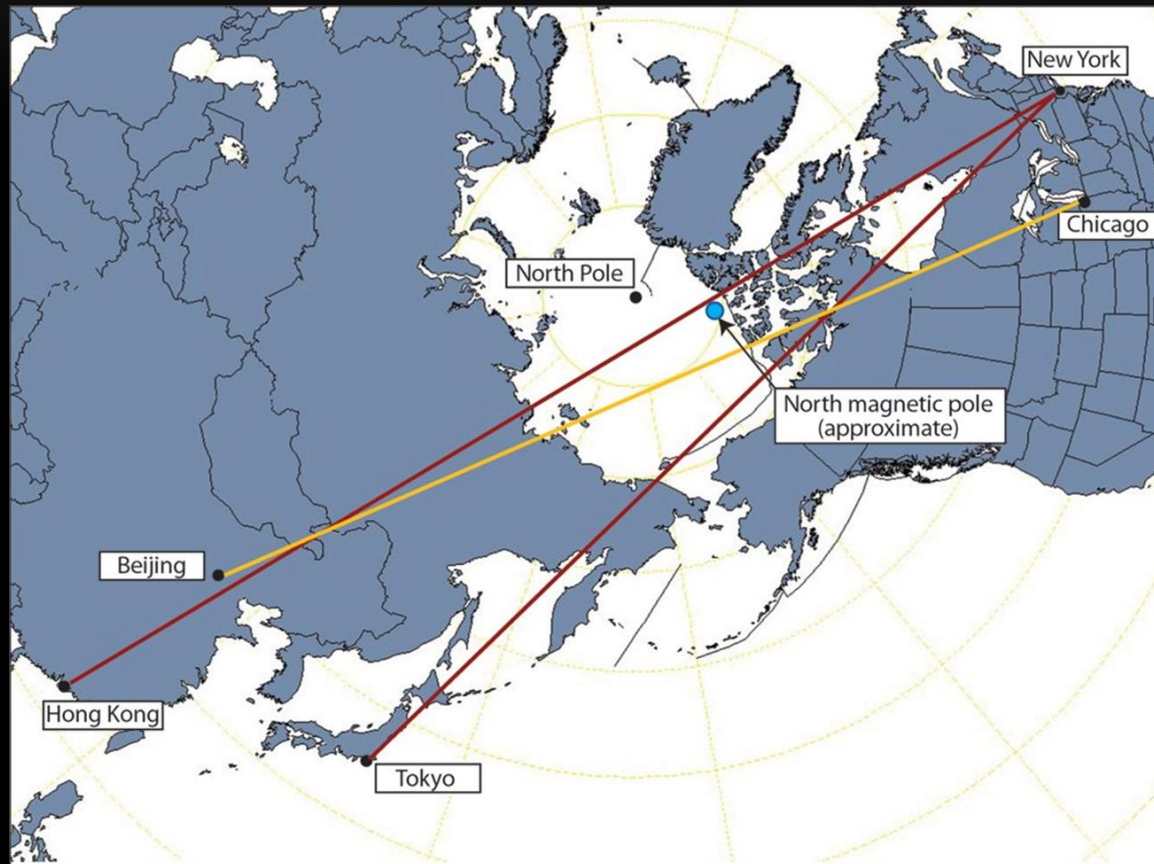 New York
Chicago
North Pole
North magnetic pole
(approximate)
Beijing
Hong Kong
Tokyo